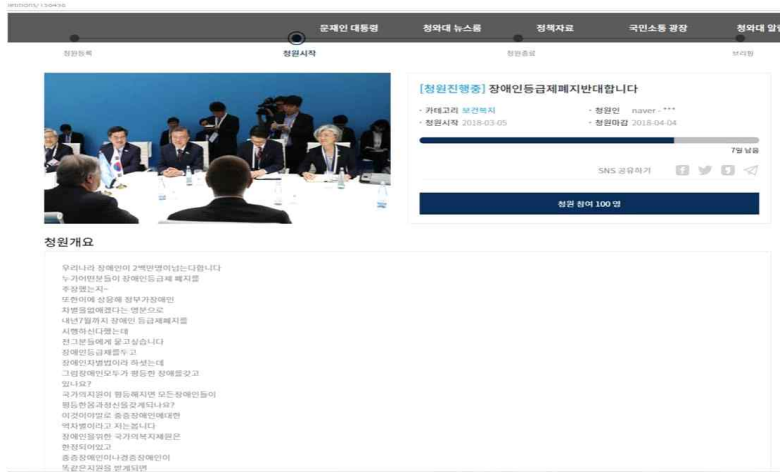 문재인 대통령 청와대 뉴스룸 정책자료 국민소통 광장 청와대 알
청원등록 청원시작 청원종료 브리핑
[청원진행중] 장애인등급제폐지반대합니다
· 카테고리 보건복지 · 청원인 naver - ***
· 청원시작 2018-03-05 · 청원마감 2018-04-04
7일 남음
SNS 공유하기
청원 참여 100 명
청원개요
우리나라 장애인이 2백만명이넘는다합니다
누가어떤분들이 장애인등급제 폐지를
주장했는지~
또한이에 상응해 정부가장애인
차별을없애겠다는 명분으로
내년7월까지 장애인 등급제폐지를
시행하신다했는데
전그분들에게 묻고싶습니다
장애인등급제를두고
장애인차별법이라 하셧는데
그럼장애인모두가 평등한 장애를갖고
있나요?
국가의지원이 평등해지면 모든장애인들이
평등한몸과정신을갖게되나요?
이것이야말로 중증장애인에대한
역차별이라고 저는봅니다
장애인을위한 국가의복지재원은
한정되어있고
중증장애인이나경증장애인이
똑같은지원을 받게되면